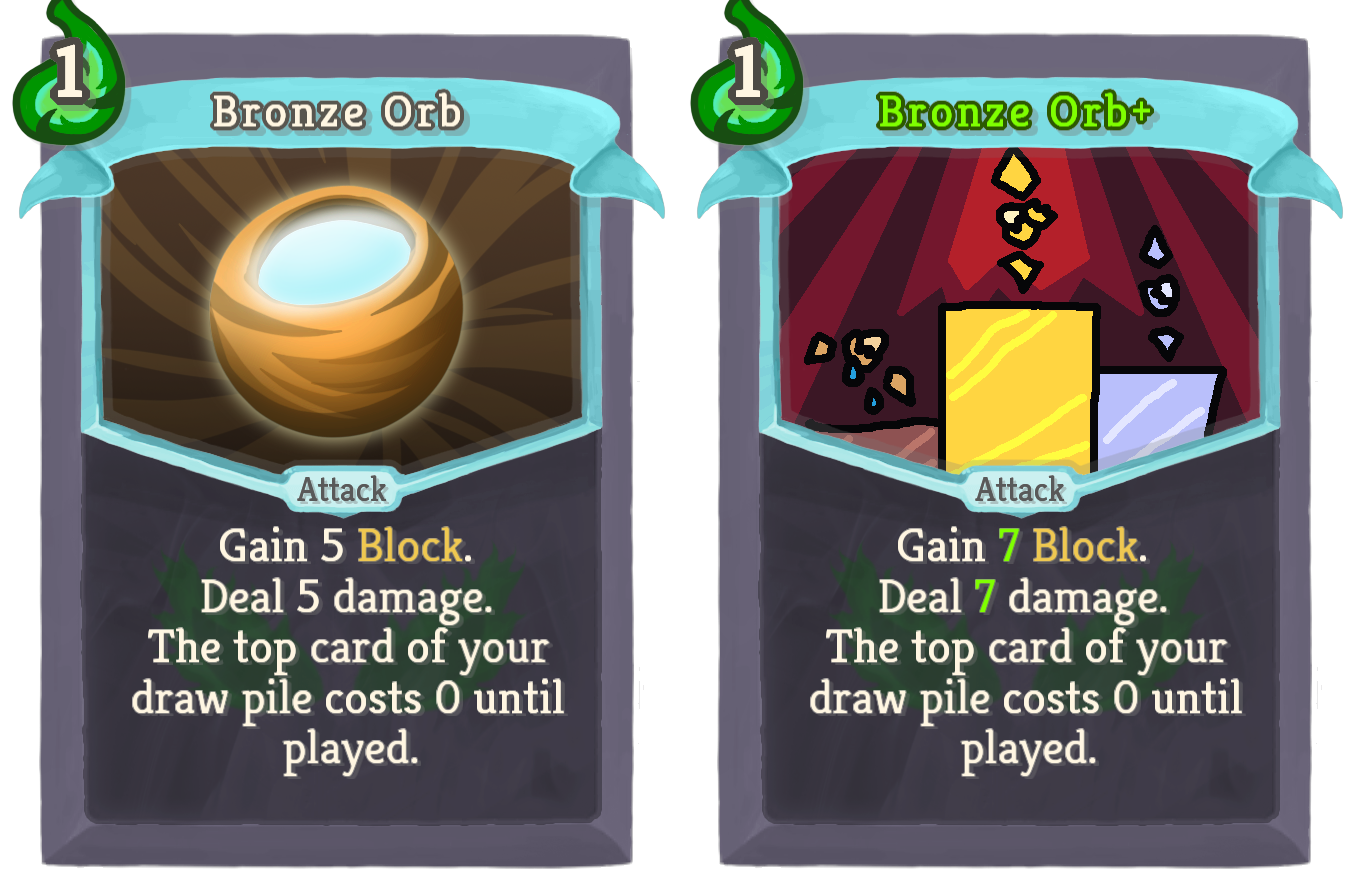 1
Bronze Orb
Attack
Gain 5 Block.
Deal 5 damage.
The top card of your
draw pile costs 0 until
played.
1
Bronze Orb+
Attack
Gain 7 Block.
Deal 7 damage.
The top card of your
draw pile costs 0 until
played.